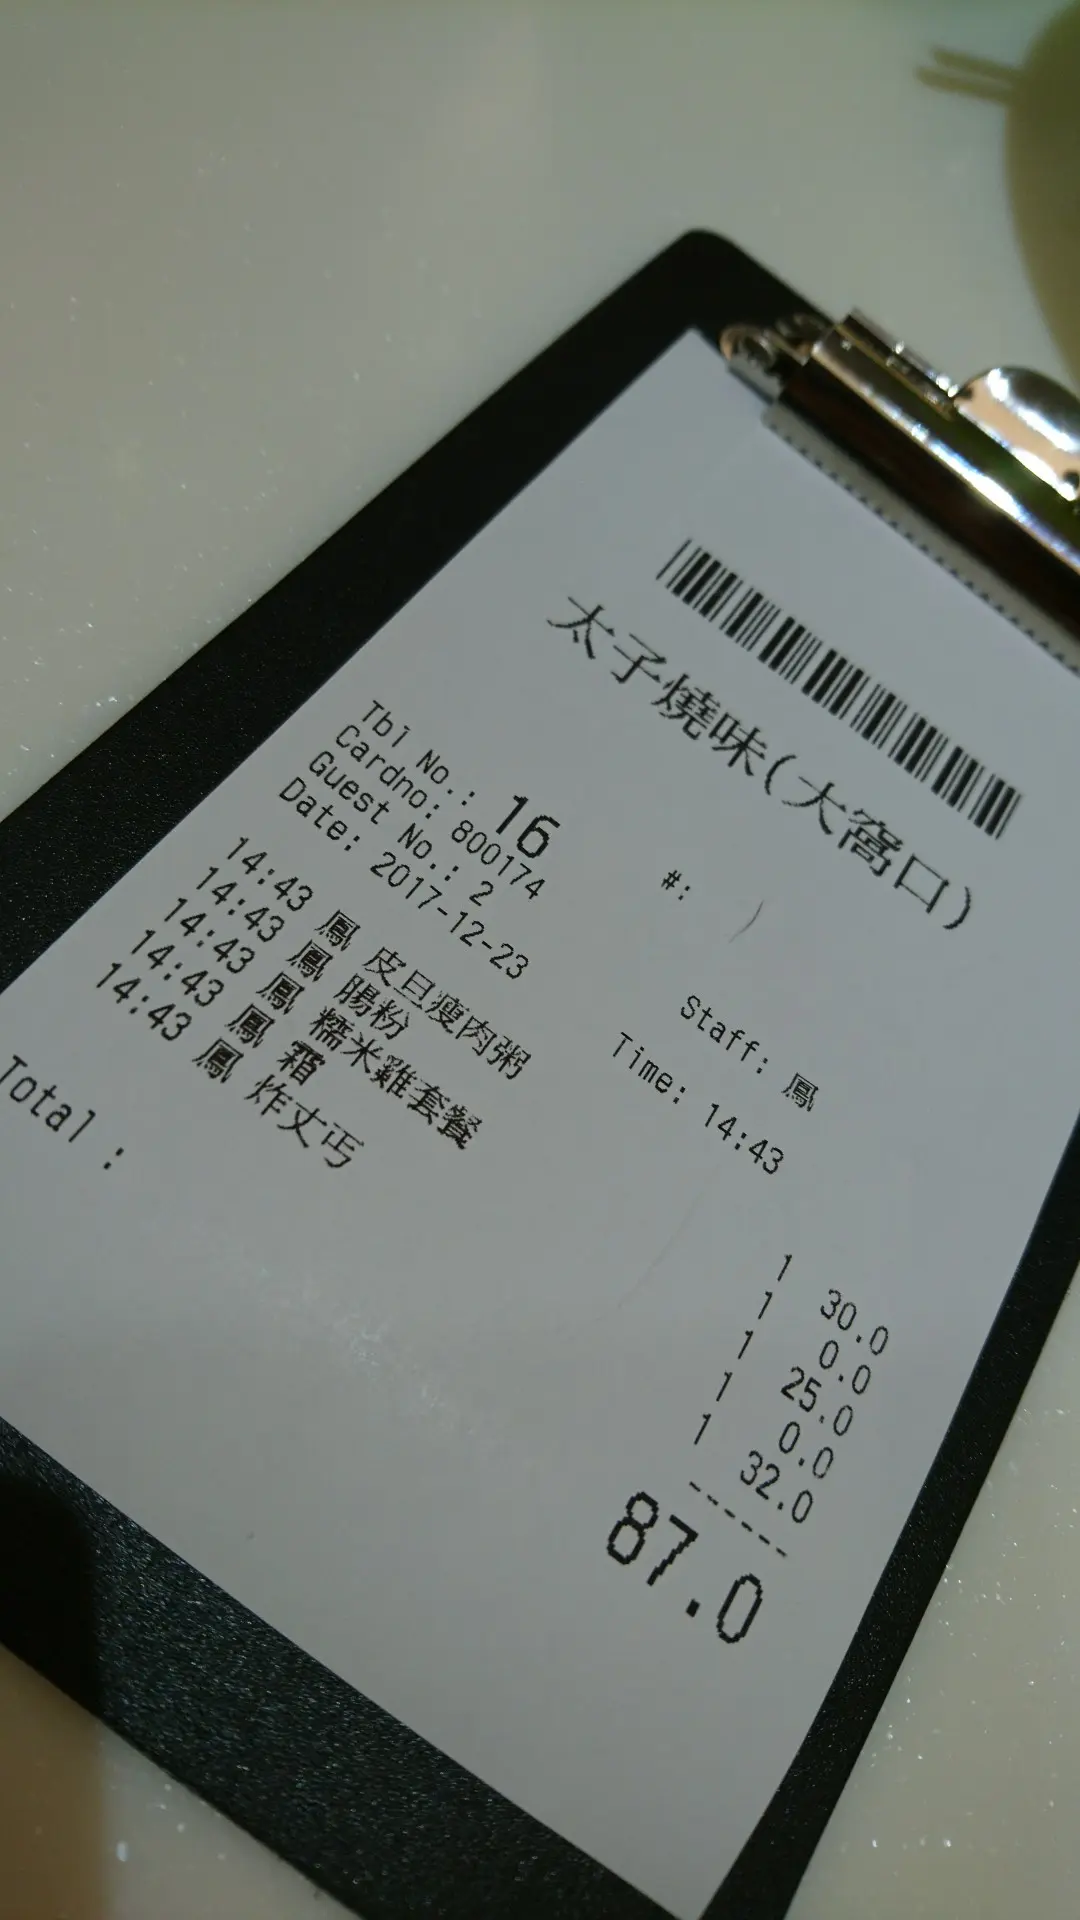 太子燒味(大窩口)
Tbl No.: 16 #:
Cardno: 800174
Guest No.: 2 Staff: 鳳
Date: 2017-12-23 Time: 14:43
14:43 鳳 皮旦瘦肉粥 1 30.0
14:43 鳳 腸粉 1 0.0
14:43 鳳 糯米雞套餐 1 25.0
14:43 鳳 霜 1 0.0
14:43 鳳 炸丈丐 1 32.0
------
Total : 87.0